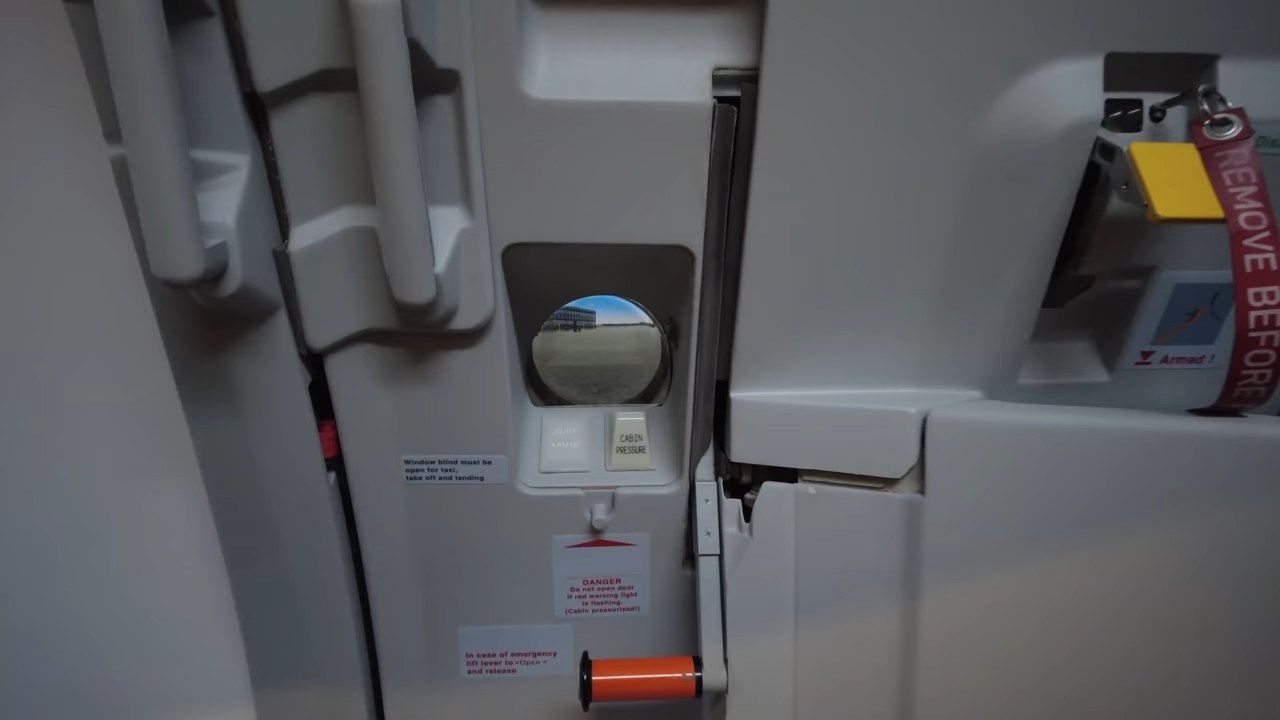 REMOVE BEFORE
Armed !
CABIN
PRESSURE
SLIDE
ARMED
Window blind must be
open for taxi,
take off and landing
DANGER
Do not open door
if red warning light
is flashing.
(Cabin pressurized!)
In case of emergency
lift lever to »Open »
and release